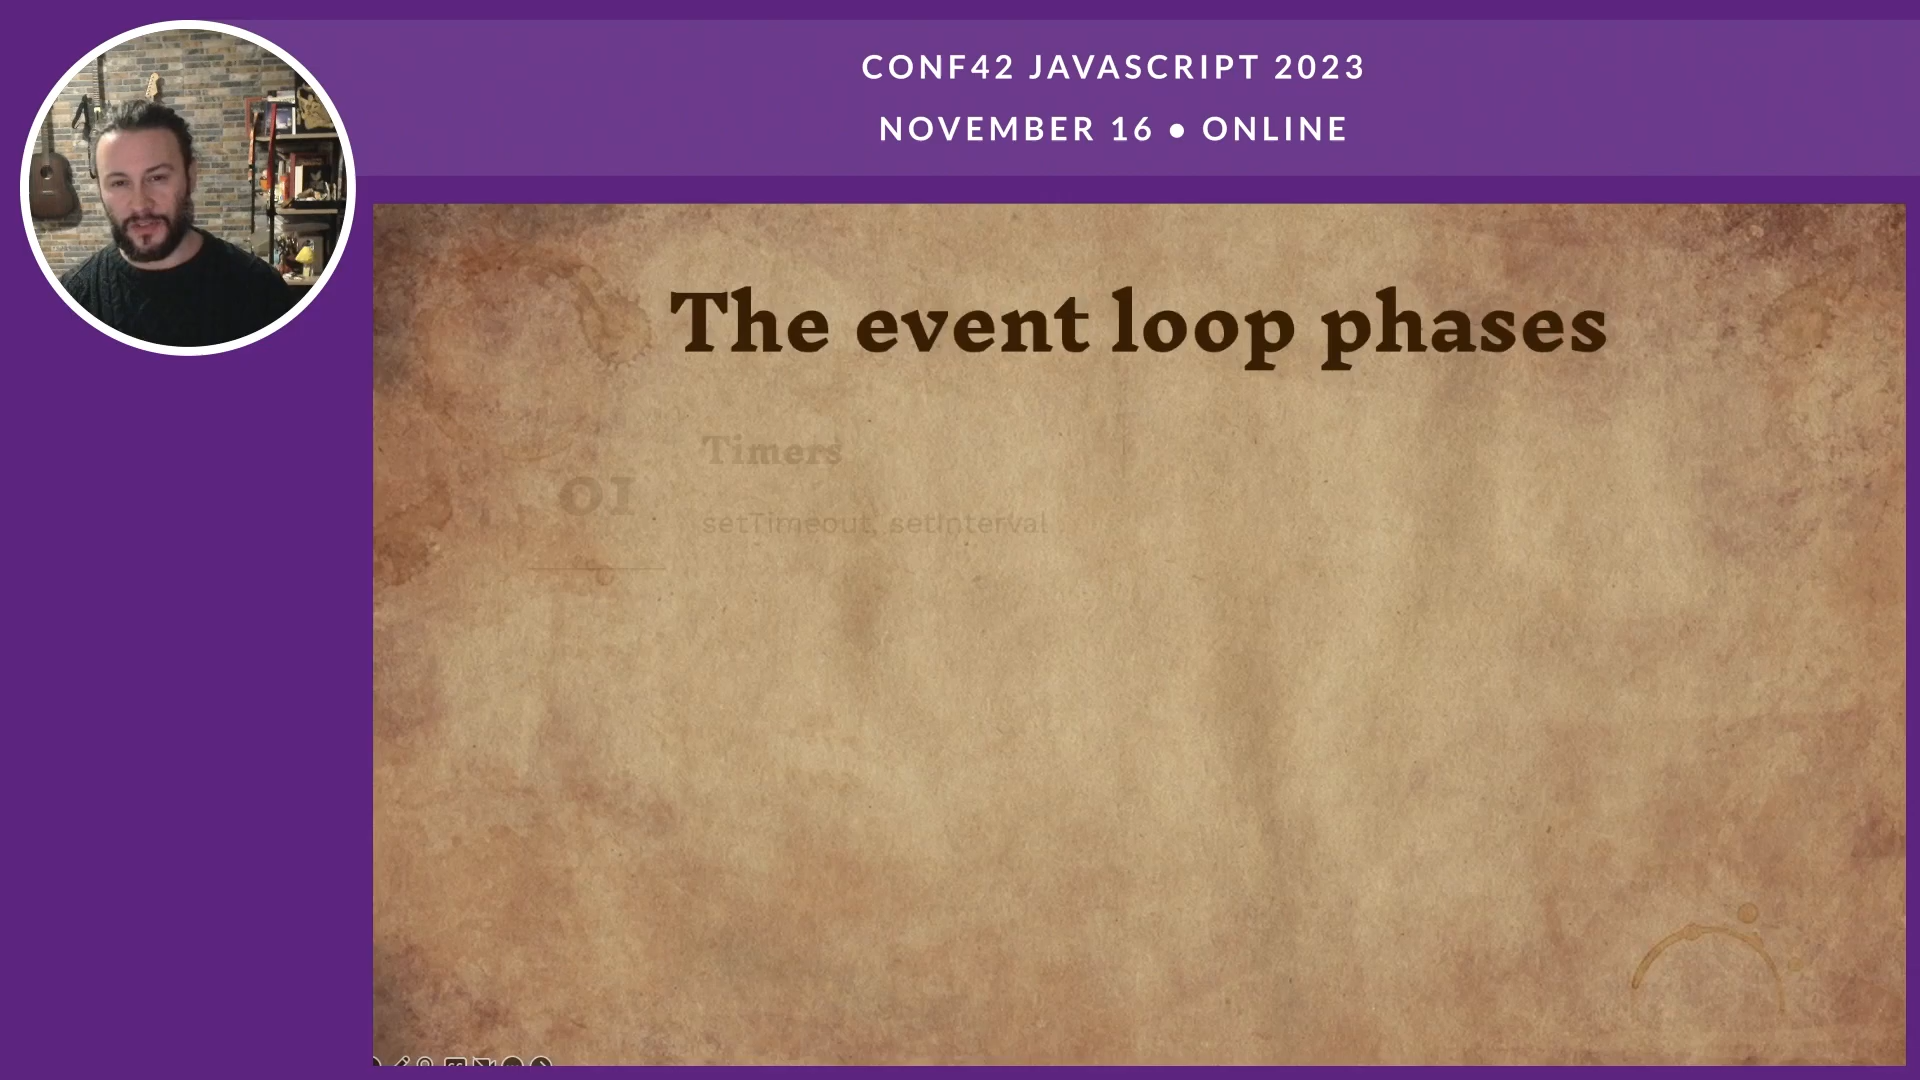 CONF42 JAVASCRIPT 2023
NOVEMBER 16 • ONLINE
The event loop phases
01
Timers
setTimeout, setInterval